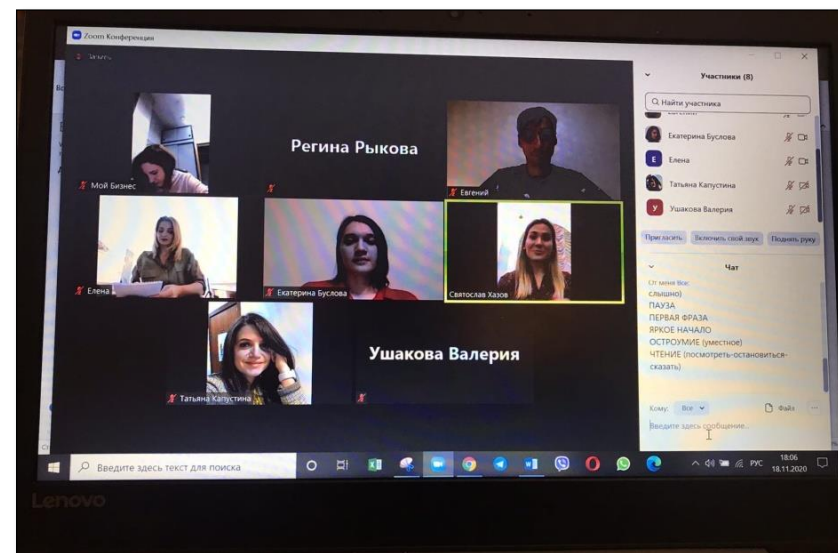 Zoom Конференция
Участники (8)
Найти участника
Екатерина Буслова
Е
Елена
Татьяна Капустина
У
Ушакова Валерия
Пригласить
Включить свой звук
Поднять руку
Мой Бизнес
Регина Рыкова
Евгений
Елена
Екатерина Буслова
Святослав Хазов
Татьяна Капустина
Ушакова Валерия
Чат
От меня Все:
слышно)
ПАУЗА
ПЕРВАЯ ФРАЗА
ЯРКОЕ НАЧАЛО
ОСТРОУМИЕ (уместное)
ЧТЕНИЕ (посмотреть-остановиться-
сказать)
Кому: Все
Файл
Введите здесь сообщение...
Введите здесь текст для поиска
РУС
18:06
18.11.2020
Lenovo